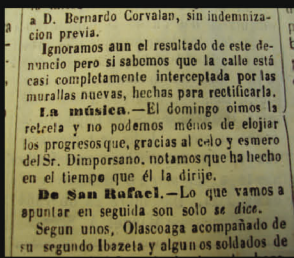 a D. Bernardo Corvalan, sin indemniza-
cion previa.
Ignoramos aun el resultado de este de-
nuncio pero si sabemos que la calle está
casi completamente interceptada por las
murallas nuevas, hechas para rectificarla.
La música.—El domingo oimos la
retreta y no podemos ménos de elojiar
los progresos que, gracias al celo y esmero
del Sr. Dimporsano, notamos que ha hecho
en el tiempo que él la dirije.
De San Rafael.—Lo que vamos a
apuntar en seguida son solo se dice.
Segun unos, Olascoaga acompañado de
su segundo Ibazeta y algunos soldados de